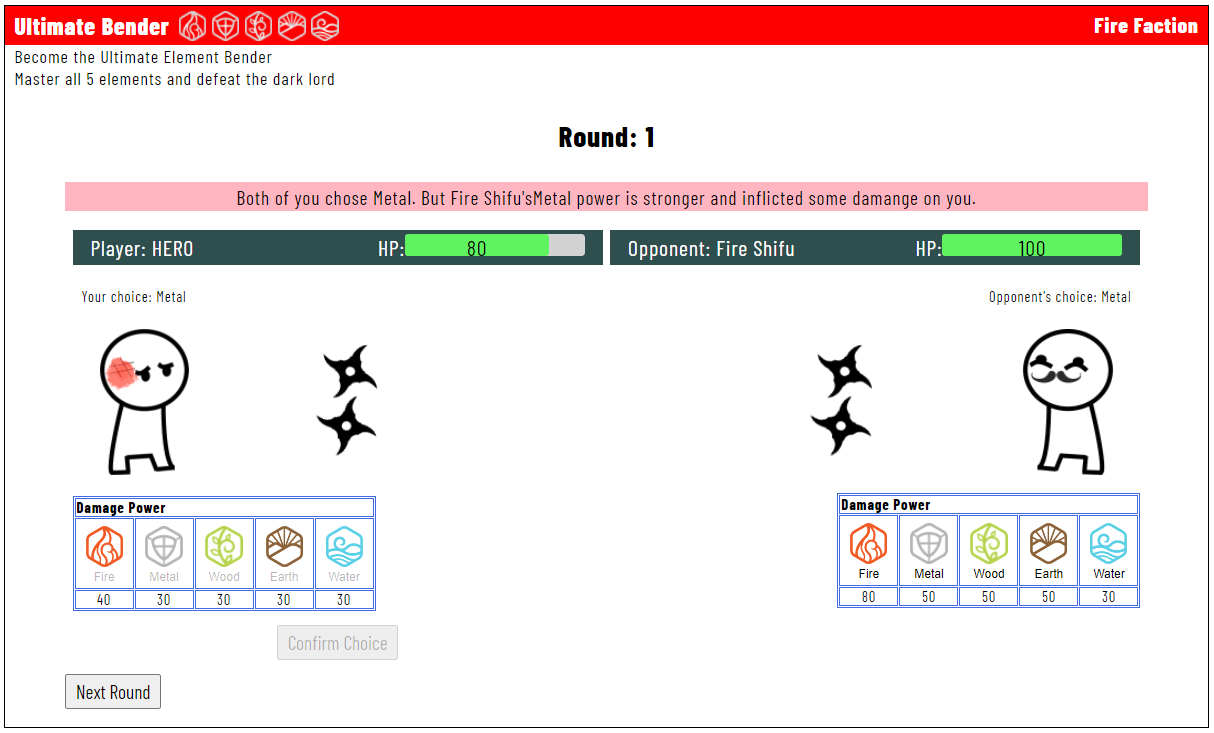 Ultimate Bender
Fire Faction
Become the Ultimate Element Bender
Master all 5 elements and defeat the dark lord
Round: 1
Both of you chose Metal. But Fire Shifu'sMetal power is stronger and inflicted some damange on you.
Player: HERO HP: 80
Opponent: Fire Shifu HP: 100
Your choice: Metal
Opponent's choice: Metal
Damage Power
Fire Metal Wood Earth Water
40 30 30 30 30
Damage Power
Fire Metal Wood Earth Water
80 50 50 50 30
Confirm Choice
Next Round